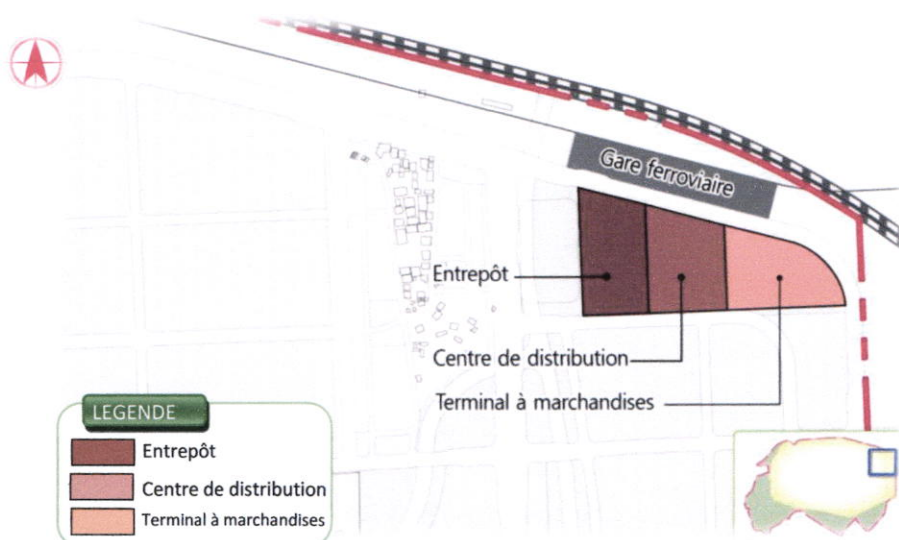 Gare ferroviaire
Entrepôt
Centre de distribution
Terminal à marchandises
LEGENDE
Entrepôt
Centre de distribution
Terminal à marchandises